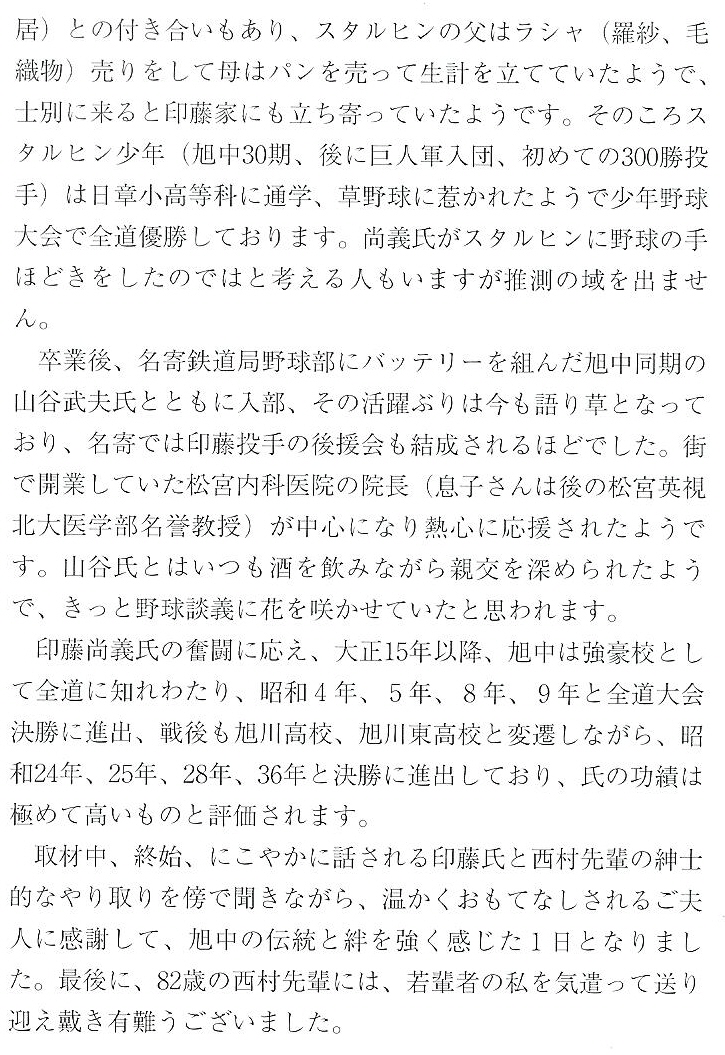 居）との付き合いもあり、スタルヒンの父はラシャ（羅紗、毛
織物）売りをして母はパンを売って生計を立てていたようで、
士別に来ると印藤家にも立ち寄っていたようです。そのころス
タルヒン少年（旭中30期、後に巨人軍入団、初めての300勝投
手）は日章小高等科に通学、草野球に惹かれたようで少年野球
大会で全道優勝しております。尚義氏がスタルヒンに野球の手
ほどきをしたのではと考える人もいますが推測の域を出ませ
ん。
　卒業後、名寄鉄道局野球部にバッテリーを組んだ旭中同期の
山谷武夫氏とともに入部、その活躍ぶりは今も語り草となって
おり、名寄では印藤投手の後援会も結成されるほどでした。街
で開業していた松宮内科医院の院長（息子さんは後の松宮英視
北大医学部名誉教授）が中心になり熱心に応援されたようで
す。山谷氏とはいつも酒を飲みながら親交を深められたよう
で、きっと野球談義に花を咲かせていたと思われます。
　印藤尚義氏の奮闘に応え、大正15年以降、旭中は強豪校とし
て全道に知れわたり、昭和４年、５年、８年、９年と全道大会
決勝に進出、戦後も旭川高校、旭川東高校と変遷しながら、昭
和24年、25年、28年、36年と決勝に進出しており、氏の功績は
極めて高いものと評価されます。
　取材中、終始、にこやかに話される印藤氏と西村先輩の紳士
的なやり取りを傍で聞きながら、温かくおもてなしされるご夫
人に感謝して、旭中の伝統と絆を強く感じた１日となりまし
た。最後に、82歳の西村先輩には、若輩者の私を気遣って送り
迎え戴き有難うございました。